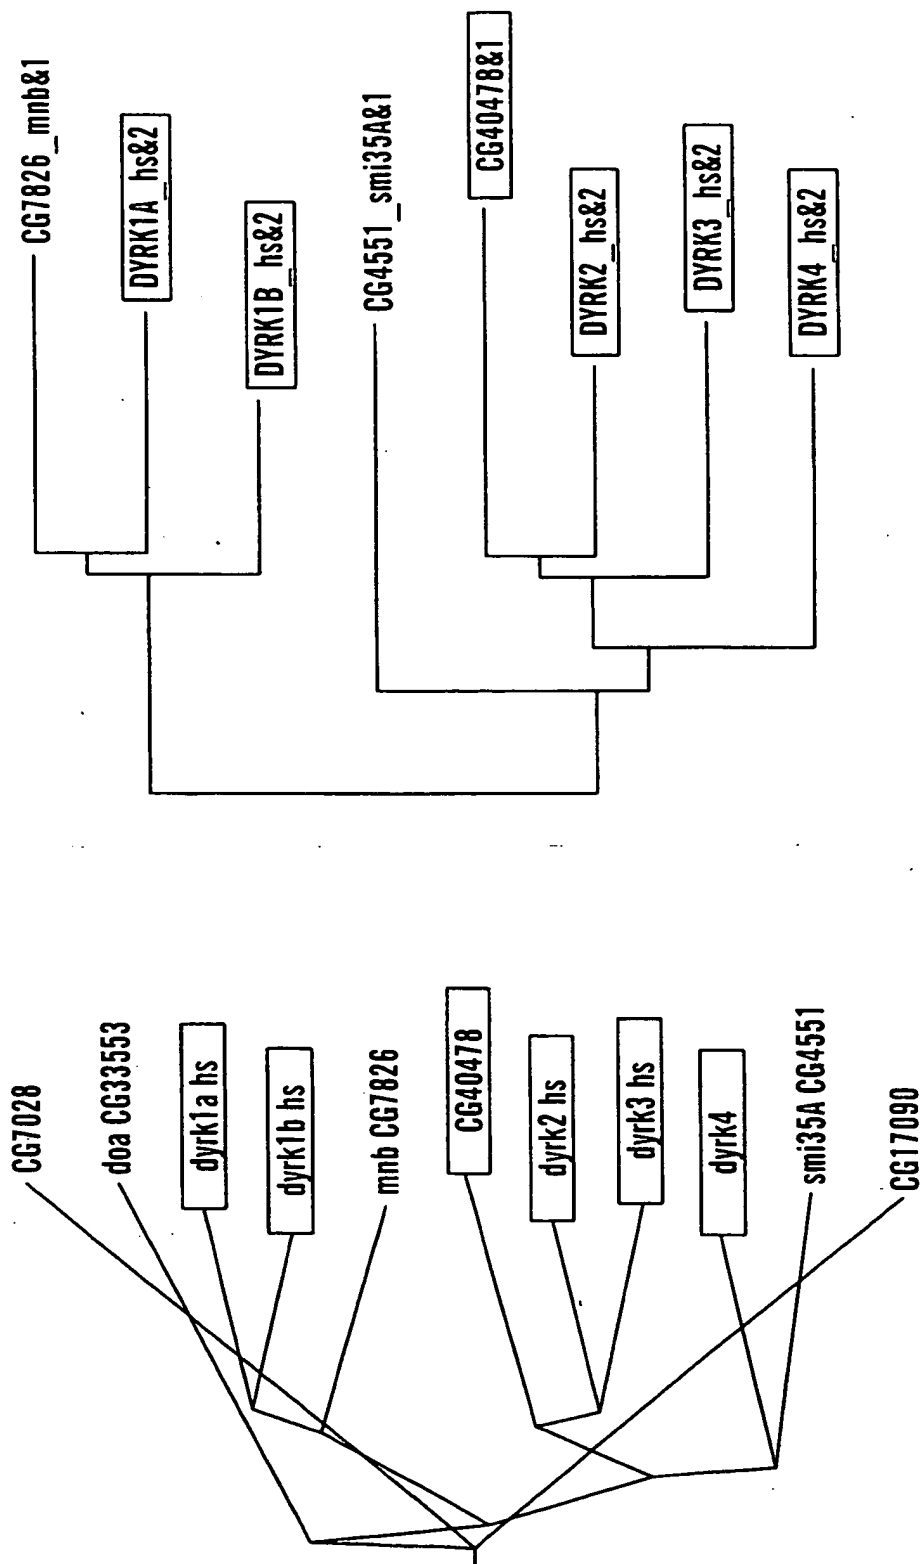 CG7028
doa CG33553
dyrk1a hs
dyrk1b hs
mnb CG7826
CG40478
dyrk2 hs
dyrk3 hs
dyrk4
smi35A CG4551
CG17090
CG7826_mnb&1
DYRK1A_hs&2
DYRK1B_hs&2
CG4551_smi35A&1
CG40478&1
DYRK2_hs&2
DYRK3_hs&2
DYRK4_hs&2